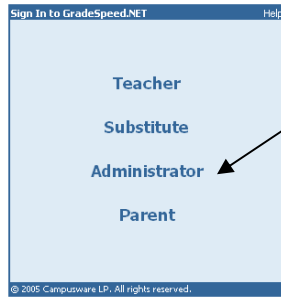 Sign In to GradeSpeed.NET Help
Teacher
Substitute
Administrator
Parent
© 2005 Campusware LP. All rights reserved.